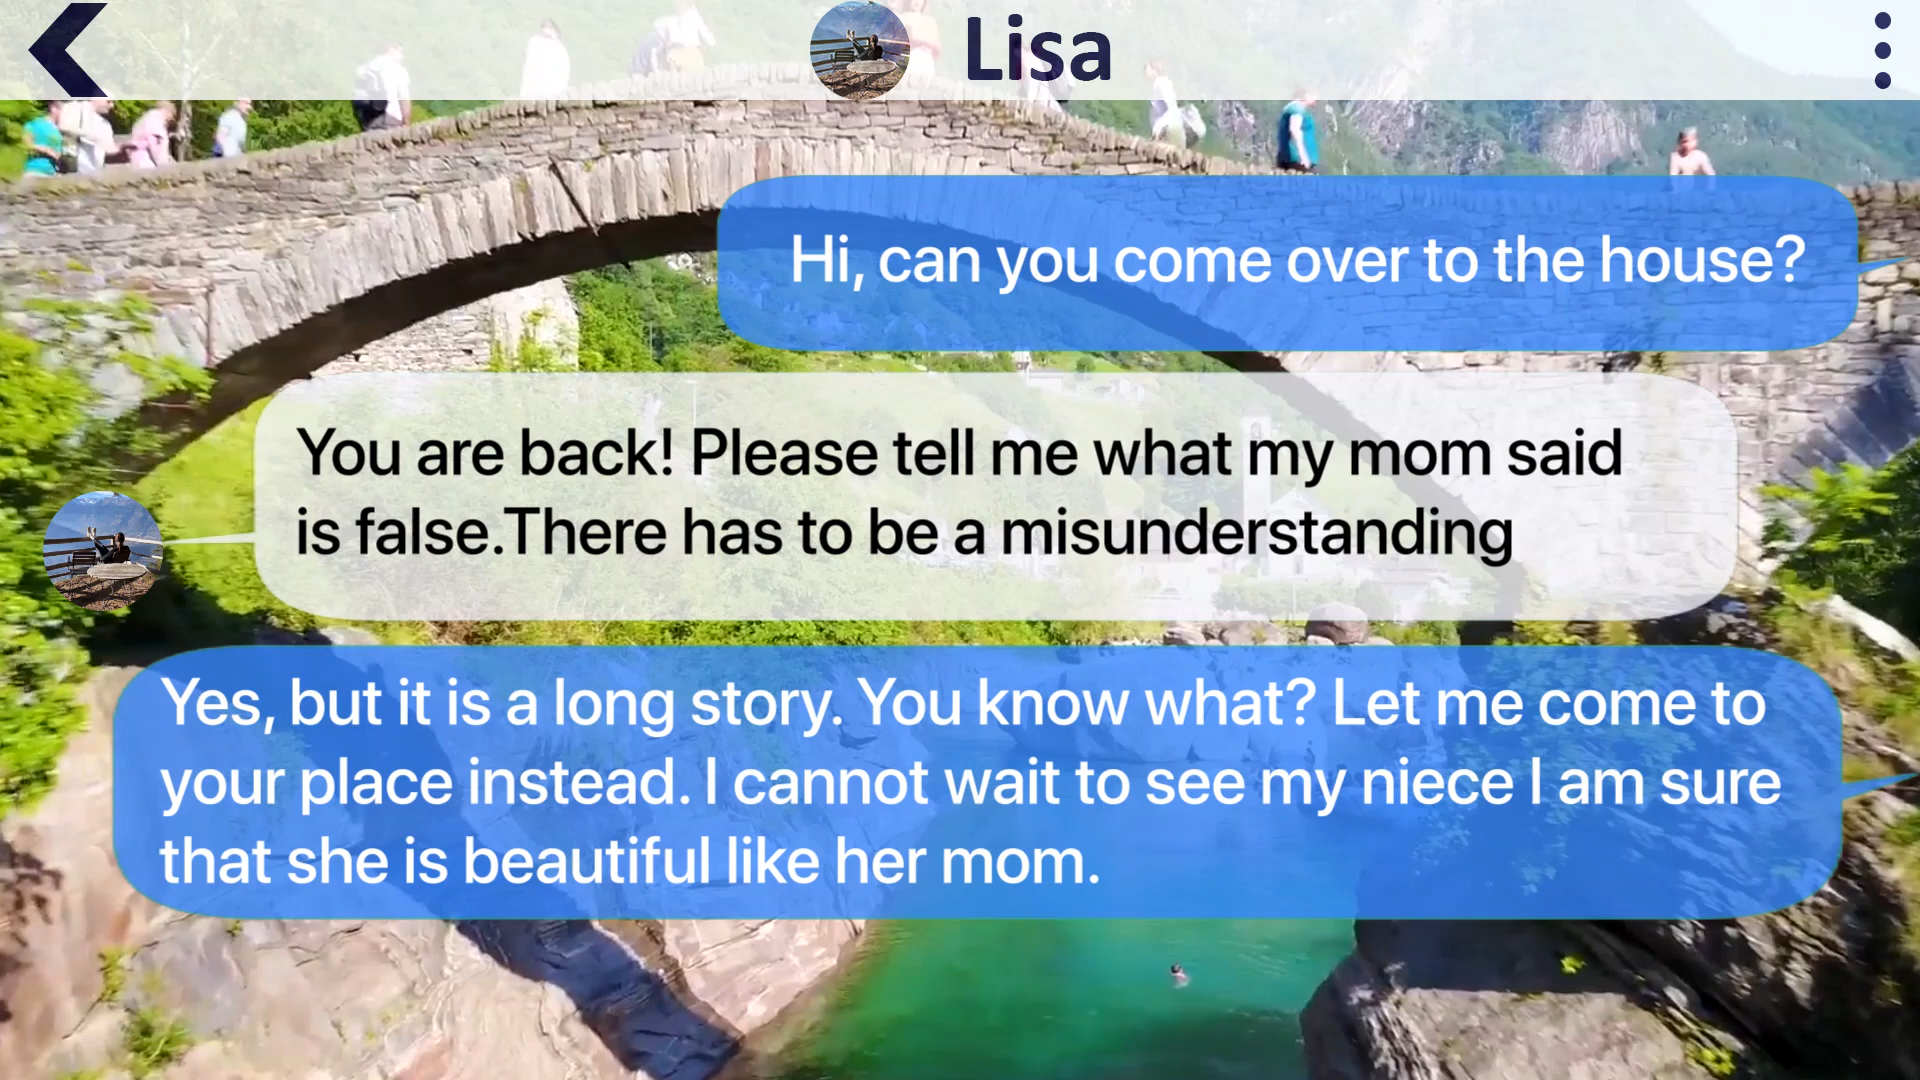 Lisa
Hi, can you come over to the house?
You are back! Please tell me what my mom said
is false.There has to be a misunderstanding
Yes, but it is a long story. You know what? Let me come to
your place instead. I cannot wait to see my niece I am sure
that she is beautiful like her mom.